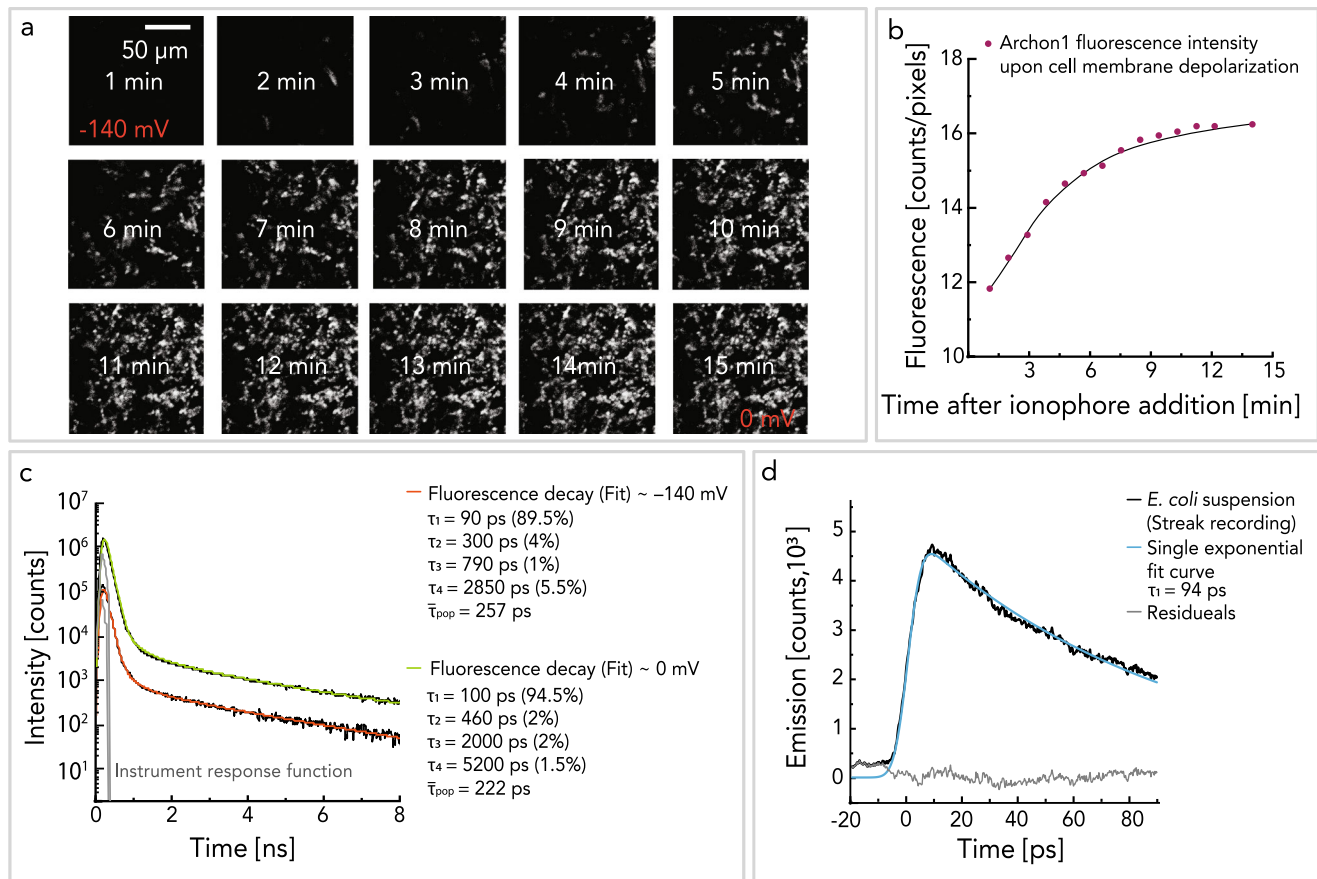 a
50 µm
1 min
-140 mV
2 min
3 min
4 min
5 min
6 min
7 min
8 min
9 min
10 min
11 min
12 min
13 min
14min
15 min
0 mV
b
Archon1 fluorescence intensity
upon cell membrane depolarization
Fluorescence [counts/pixels]
18
16
14
12
10
3
6
9
12
15
Time after ionophore addition [min]
c
Intensity [counts]
10⁷
10⁶
10⁵
10⁴
10³
10²
10¹
Instrument response function
0
2
4
6
8
Time [ns]
Fluorescence decay (Fit) ~ −140 mV
τ₁ = 90 ps (89.5%)
τ₂ = 300 ps (4%)
τ₃ = 790 ps (1%)
τ₄ = 2850 ps (5.5%)
τ̅pop = 257 ps
Fluorescence decay (Fit) ~ 0 mV
τ₁ = 100 ps (94.5%)
τ₂ = 460 ps (2%)
τ₃ = 2000 ps (2%)
τ₄ = 5200 ps (1.5%)
τ̅pop = 222 ps
d
Emission [counts,10³]
5
4
3
2
1
0
-20
0
20
40
60
80
Time [ps]
E. coli suspension
(Streak recording)
Single exponential
fit curve
τ₁ = 94 ps
Residueals